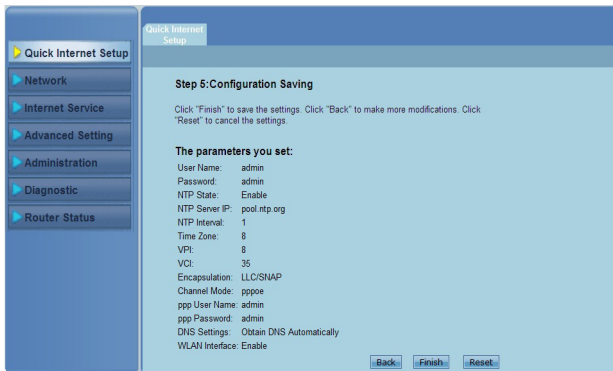 Quick Internet Setup
Network
Internet Service
Advanced Setting
Administration
Diagnostic
Router Status
Quick Internet
Setup
Step 5:Configuration Saving
Click "Finish" to save the settings. Click "Back" to make more modifications. Click
"Reset" to cancel the settings.
The parameters you set:
User Name: admin
Password: admin
NTP State: Enable
NTP Server IP: pool.ntp.org
NTP Interval: 1
Time Zone: 8
VPI: 8
VCI: 35
Encapsulation: LLC/SNAP
Channel Mode: pppoe
ppp User Name: admin
ppp Password: admin
DNS Settings: Obtain DNS Automatically
WLAN Interface: Enable
Back Finish Reset